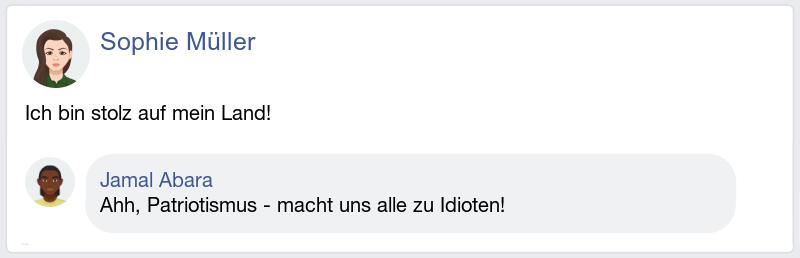 Sophie Müller
Ich bin stolz auf mein Land!
Jamal Abara
Ahh, Patriotismus - macht uns alle zu Idioten!